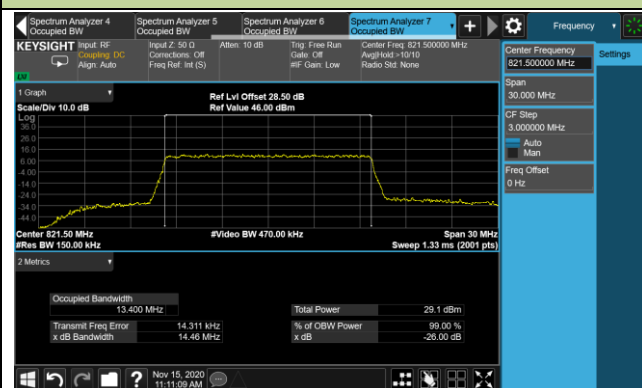 Spectrum Analyzer 4
Occupied BW
Spectrum Analyzer 5
Occupied BW
Spectrum Analyzer 6
Occupied BW
Spectrum Analyzer 7
Occupied BW
Frequency
KEYSIGHT
Input: RF
Coupling: DC
Align: Auto
Input Z: 50 Ω
Corrections: Off
Freq Ref: Int (S)
Atten: 10 dB
Trig: Free Run
Gate: Off
#IF Gain: Low
Center Freq: 821.500000 MHz
Avg|Hold:>10/10
Radio Std: None
LXI
1 Graph
Scale/Div 10.0 dB
Ref Lvl Offset 28.50 dB
Ref Value 46.00 dBm
Log
36.0
26.0
16.0
6.00
-4.00
-14.0
-24.0
-34.0
-44.0
Center 821.50 MHz
#Res BW 150.00 kHz
#Video BW 470.00 kHz
Span 30 MHz
Sweep 1.33 ms (2001 pts)
2 Metrics
Occupied Bandwidth
13.400 MHz
Transmit Freq Error 14.311 kHz
x dB Bandwidth 14.46 MHz
Total Power 29.1 dBm
% of OBW Power 99.00 %
x dB -26.00 dB
Nov 15, 2020
11:11:09 AM
Center Frequency
821.500000 MHz
Span
30.000 MHz
CF Step
3.000000 MHz
Auto
Man
Freq Offset
0 Hz
Settings